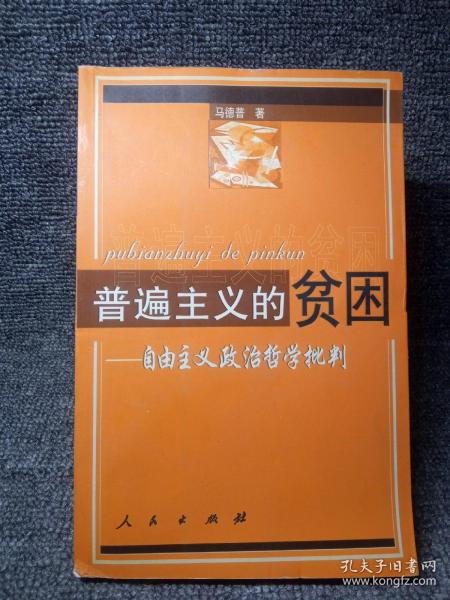 马德普 著
普遍主义的贫困
pubianzhuyi de pinkun
普遍主义的贫困
——自由主义政治哲学批判
人民出版社
孔夫子旧书网
www.kongfz.com